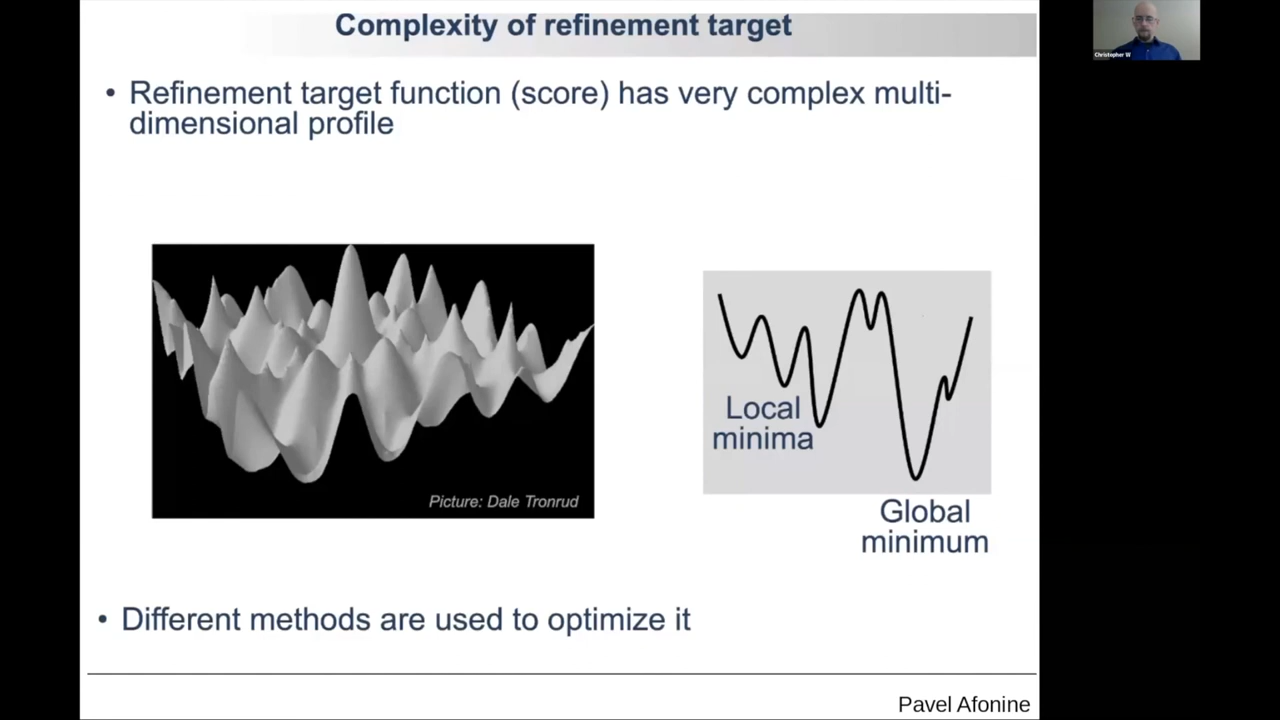 Complexity of refinement target
Christopher W
• Refinement target function (score) has very complex multi-
dimensional profile
Local
minima
Picture: Dale Tronrud
Global
minimum
• Different methods are used to optimize it
Pavel Afonine